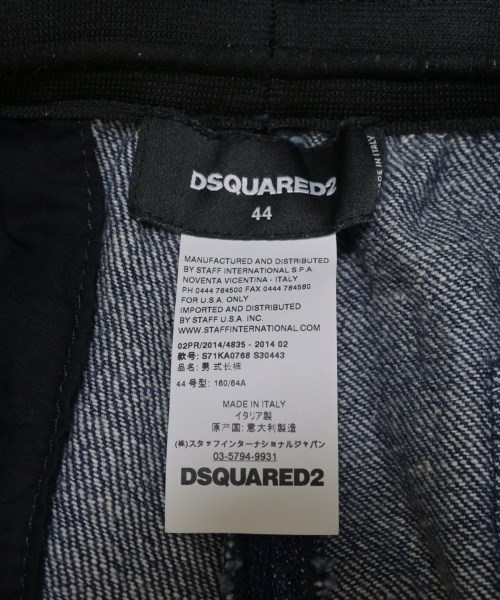 DSQUARED2
44
MADE IN ITALY
MANUFACTURED AND DISTRIBUTED
BY STAFF INTERNATIONAL S.P.A.
NOVENTA VICENTINA - ITALY
PH 0444 784500 FAX 0444 784580
FOR U.S.A. ONLY
IMPORTED AND DISTRIBUTED BY
STAFF U.S.A. INC.
WWW.STAFFINTERNATIONAL.COM
02PR/2014/4835 - 2014 02
款号: S71KA0768 S30443
品名: 男式长裤
44号型: 160/64A
MADE IN ITALY
イタリア製
原产国: 意大利製造
(株)スタッフインターナショナルジャパン
03-5794-9931
DSQUARED2